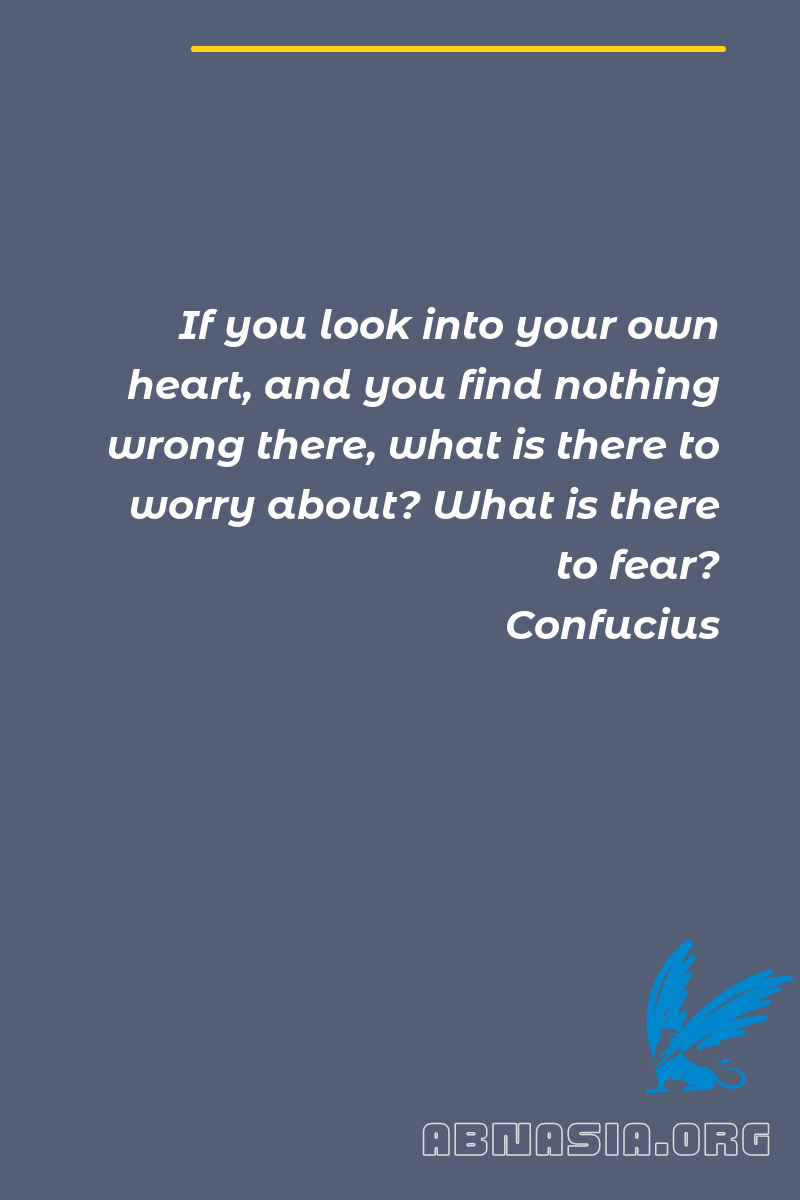 If you look into your own
heart, and you find nothing
wrong there, what is there to
worry about? What is there
to fear?
Confucius
ABNASIA.ORG